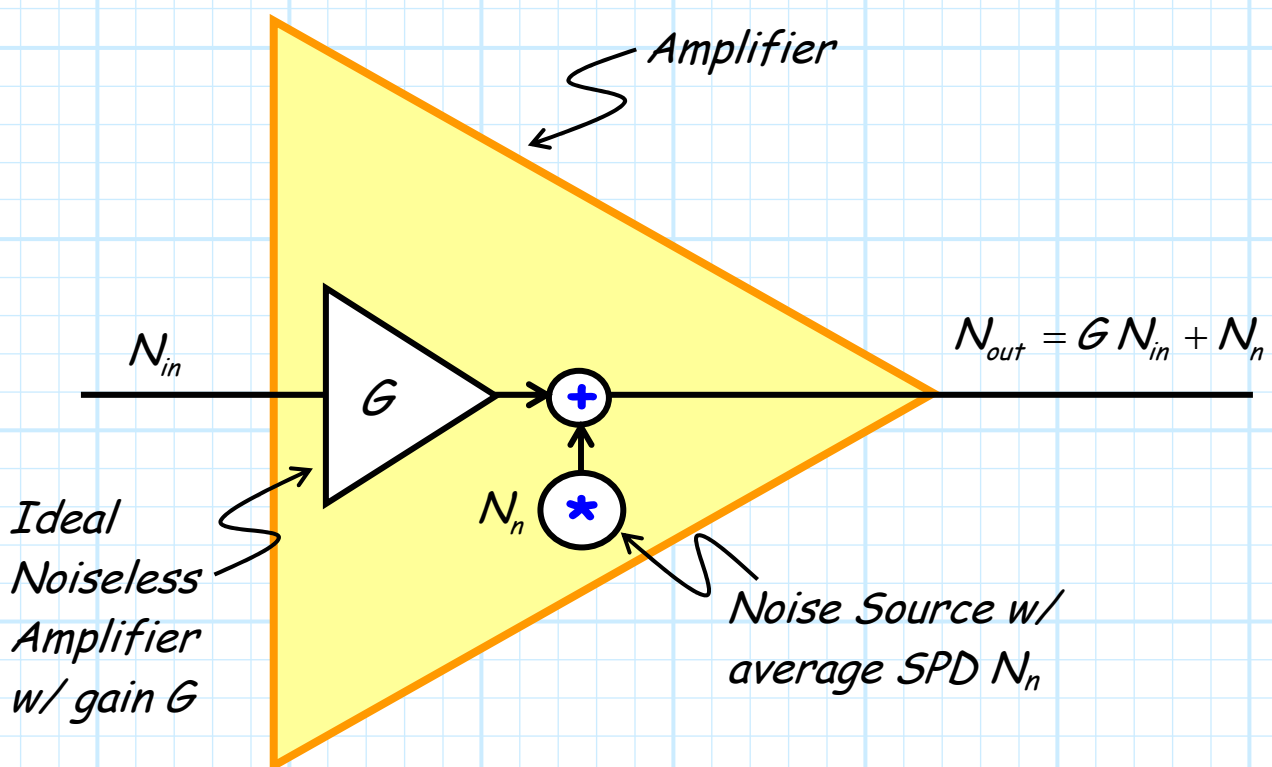 Amplifier
N_in
G
+
N_out = G N_in + N_n
N_n
*
Ideal
Noiseless
Amplifier
w/ gain G
Noise Source w/
average SPD N_n